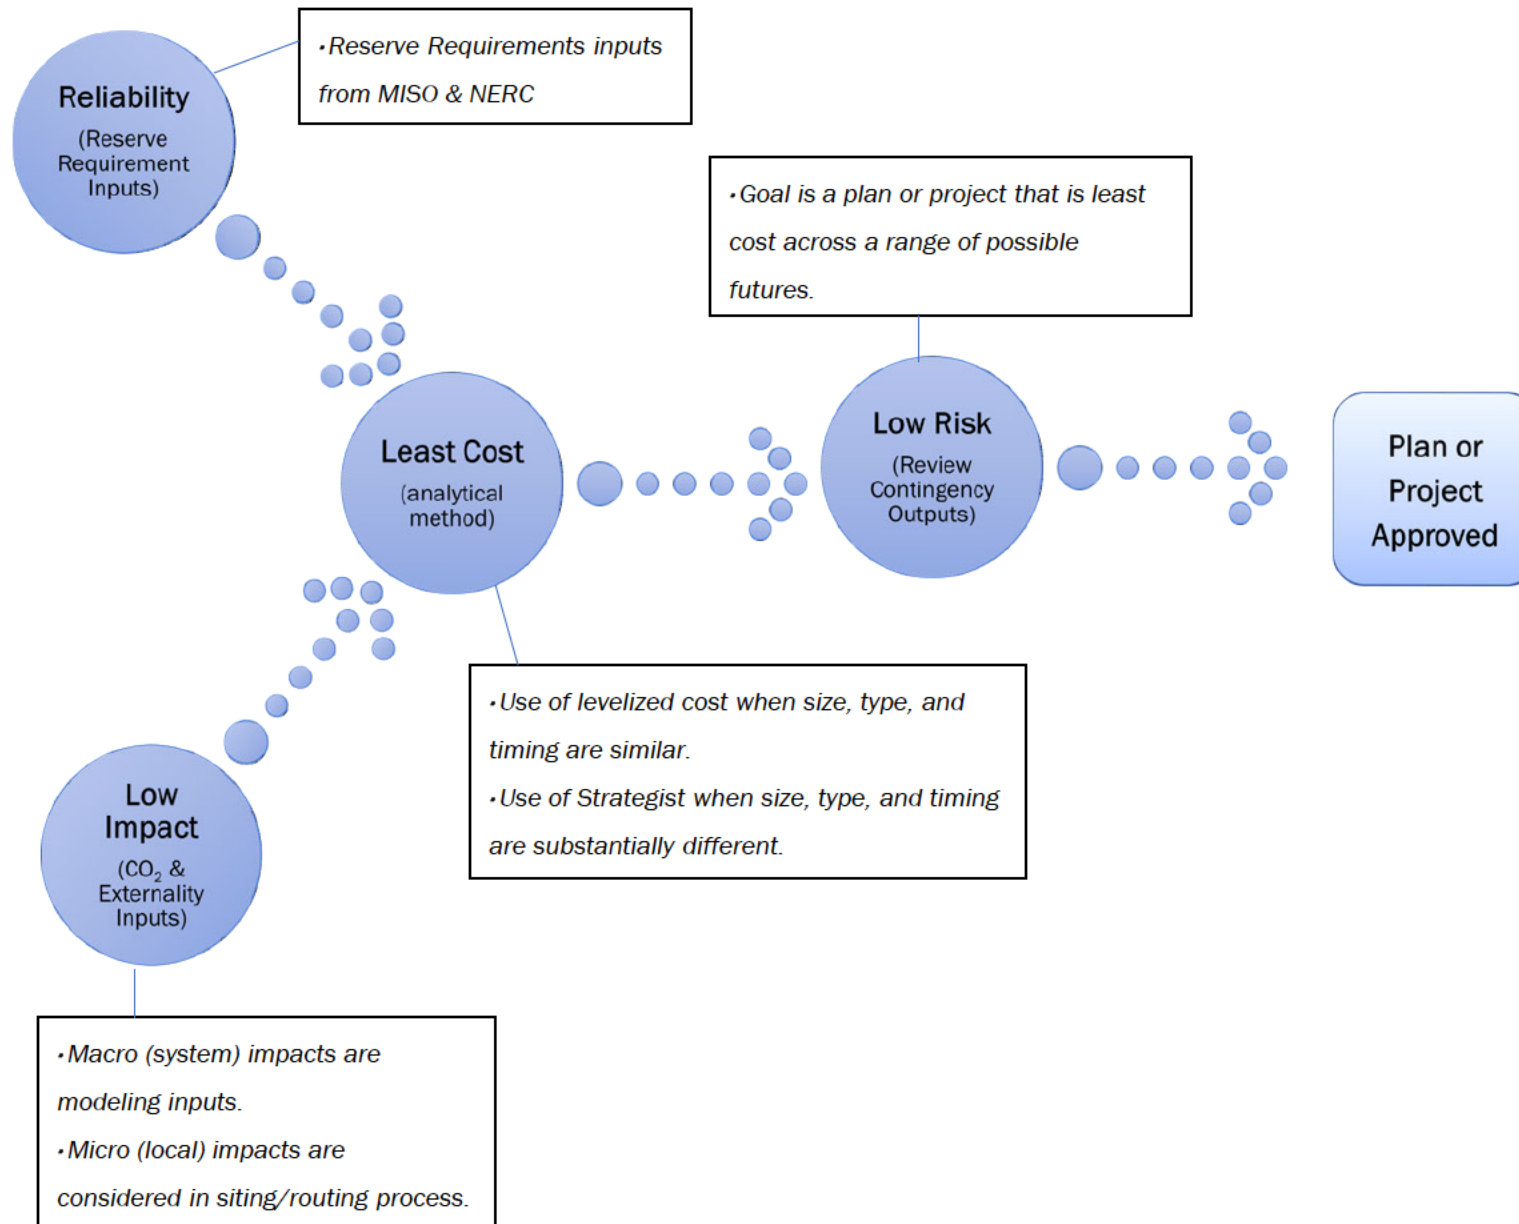 Reliability
(Reserve
Requirement
Inputs)
·Reserve Requirements inputs
from MISO & NERC
·Goal is a plan or project that is least
cost across a range of possible
futures.
Least Cost
(analytical
method)
Low Risk
(Review
Contingency
Outputs)
Plan or
Project
Approved
·Use of levelized cost when size, type, and
timing are similar.
·Use of Strategist when size, type, and timing
are substantially different.
Low
Impact
(CO₂ &
Externality
Inputs)
·Macro (system) impacts are
modeling inputs.
·Micro (local) impacts are
considered in siting/routing process.